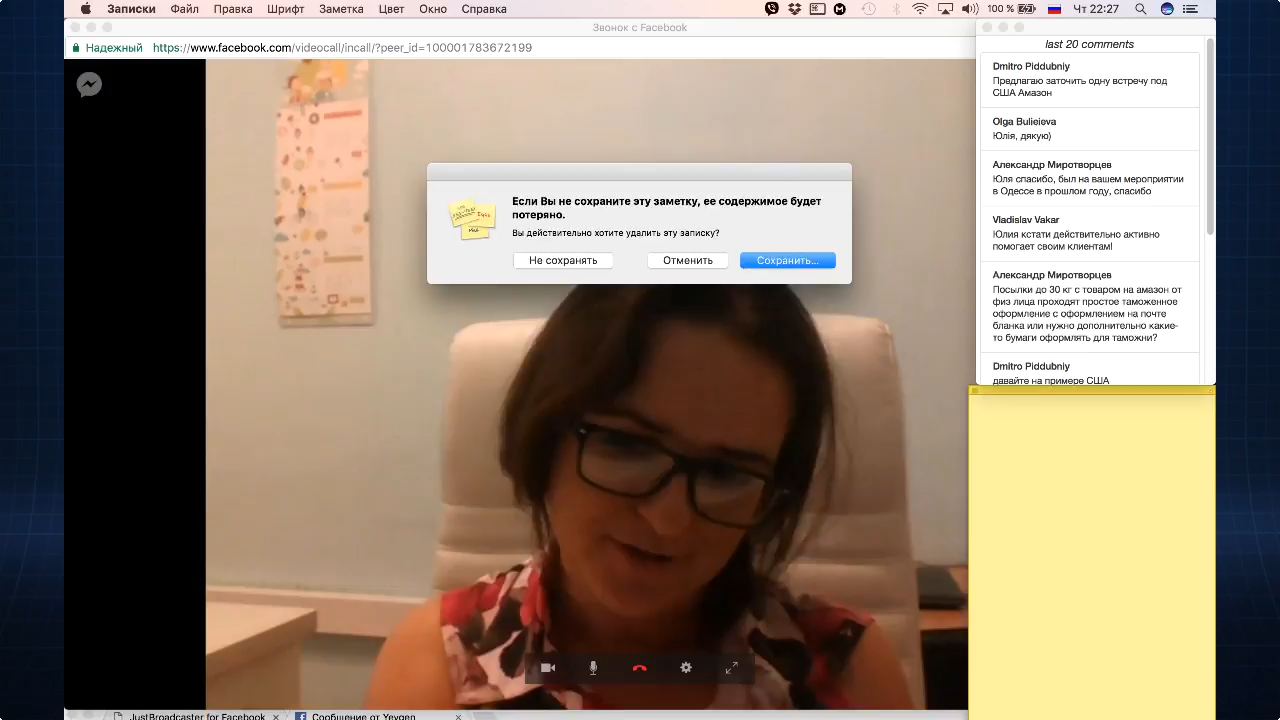 Записки Файл Правка Шрифт Заметка Цвет Окно Справка 100 % Чт 22:27
Звонок с Facebook
Надежный https://www.facebook.com/videocall/incall/?peer_id=100001783672199
last 20 comments
Dmitro Piddubniy
Предлагаю заточить одну встречу под
США Амазон
Olga Bulieieva
Юлія, дякую)
Александр Миротворцев
Юля спасибо, был на вашем мероприятии
в Одессе в прошлом году, спасибо
Vladislav Vakar
Юлия кстати действительно активно
помогает своим клиентам!
Александр Миротворцев
Посылки до 30 кг с товаром на амазон от
физ лица проходят простое таможенное
оформление с оформлением на почте
бланка или нужно дополнительно какие-
то бумаги оформлять для таможни?
Dmitro Piddubniy
давайте на примере США
Если Вы не сохраните эту заметку, ее содержимое будет
потеряно.
Вы действительно хотите удалить эту записку?
Не сохранять Отменить Сохранить...
JustBroadcaster for Facebook Сообщение от Yevgen